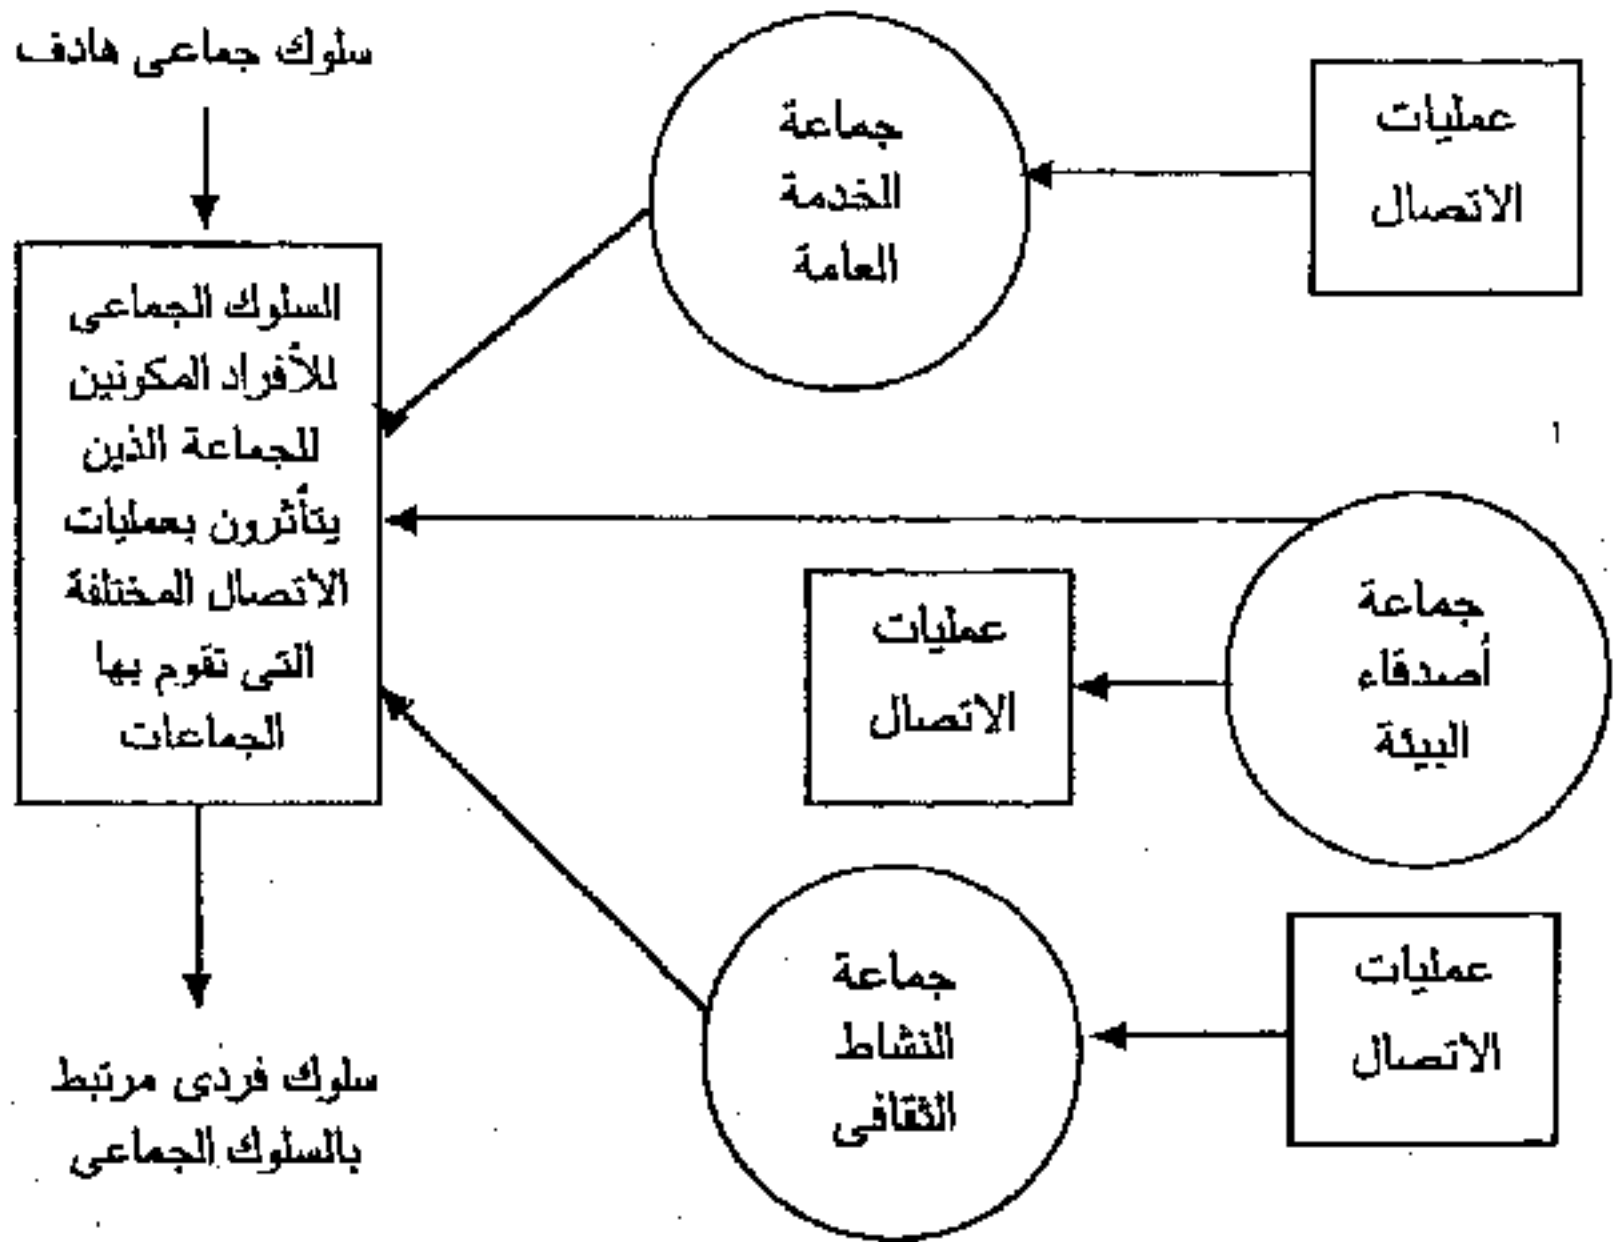 سلوك جماعى هادف
جماعة
الخدمة
العامة
عمليات
الاتصال
السلوك الجماعى
للأفراد المكونين
للجماعة الذين
يتأثرون بعمليات
الاتصال المختلفة
التى تقوم بها
الجماعات
جماعة
أصدقاء
البيئة
عمليات
الاتصال
جماعة
النشاط
الثقافى
عمليات
الاتصال
سلوك فردى مرتبط
بالسلوك الجماعى